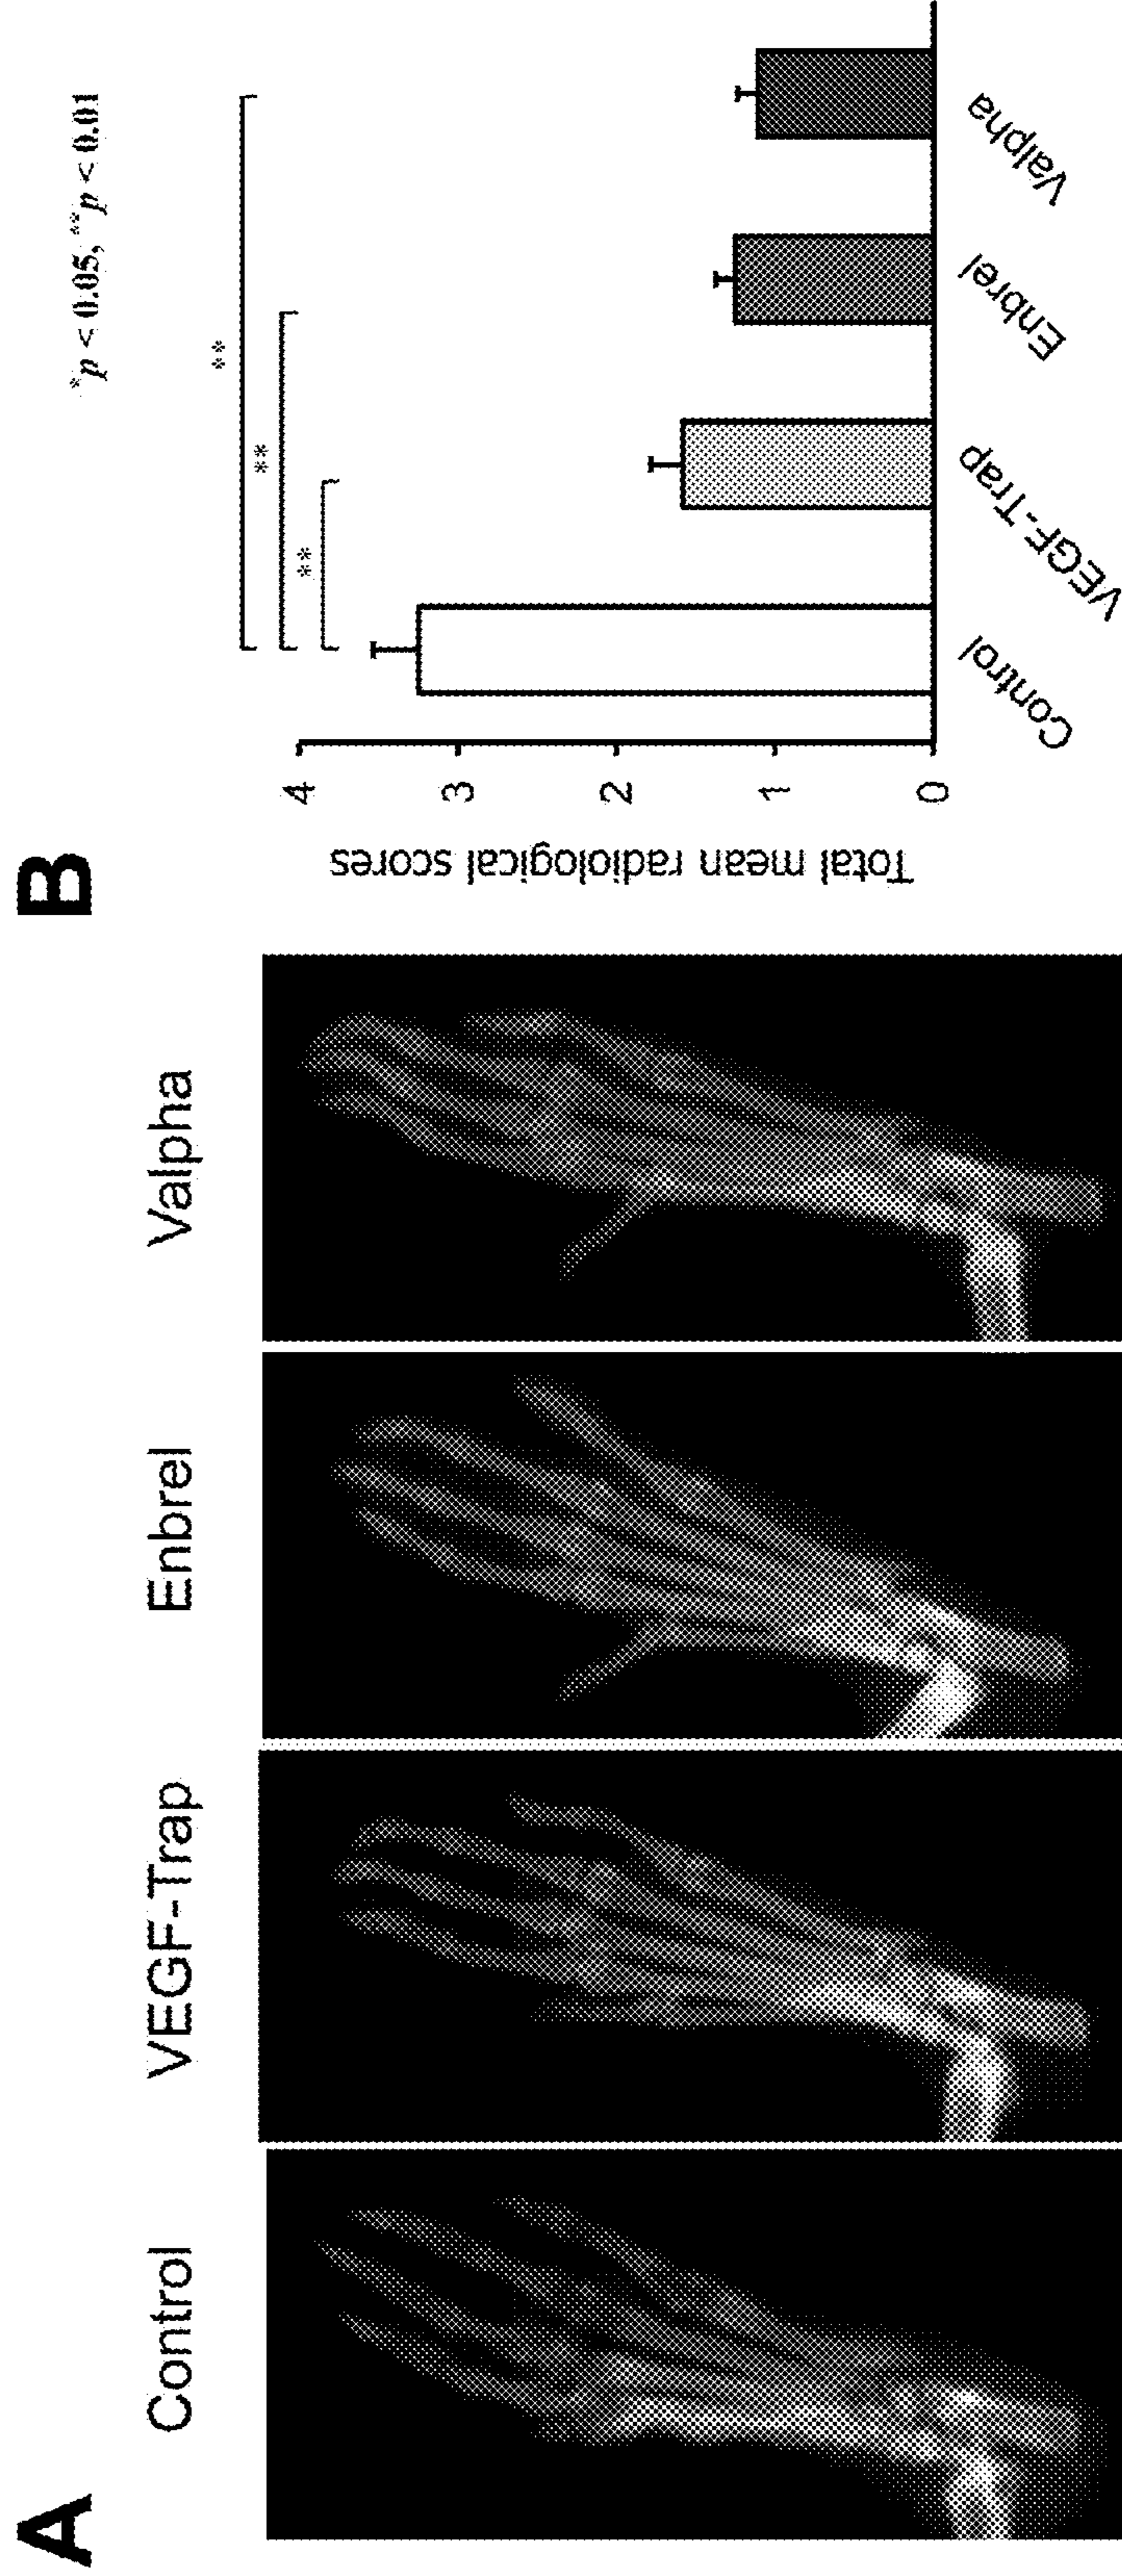 A
Control
VEGF-Trap
Enbrel
Valpha
B
*p < 0.05, **p < 0.01
**
**
**
Total mean radiological scores
4
3
2
1
0
Control
VEGF-Trap
Enbrel
Valpha